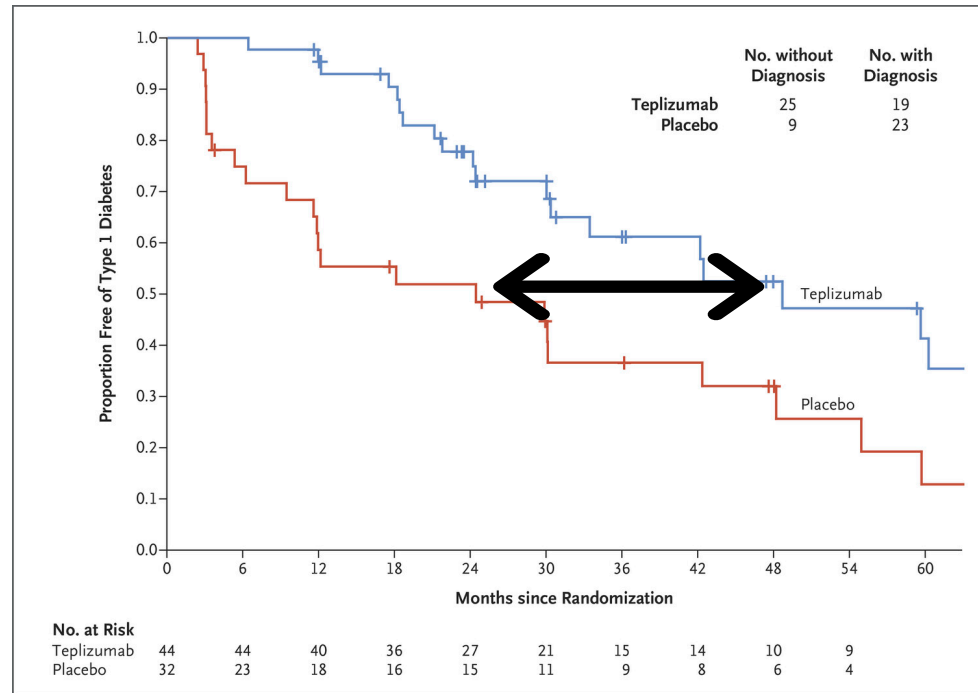 No. without Diagnosis No. with Diagnosis
Teplizumab 25 19
Placebo 9 23
Proportion Free of Type 1 Diabetes
1.0
0.9
0.8
0.7
0.6
0.5
0.4
0.3
0.2
0.1
0.0
Teplizumab
Placebo
0 6 12 18 24 30 36 42 48 54 60
Months since Randomization
No. at Risk
Teplizumab 44 44 40 36 27 21 15 14 10 9
Placebo 32 23 18 16 15 11 9 8 6 4